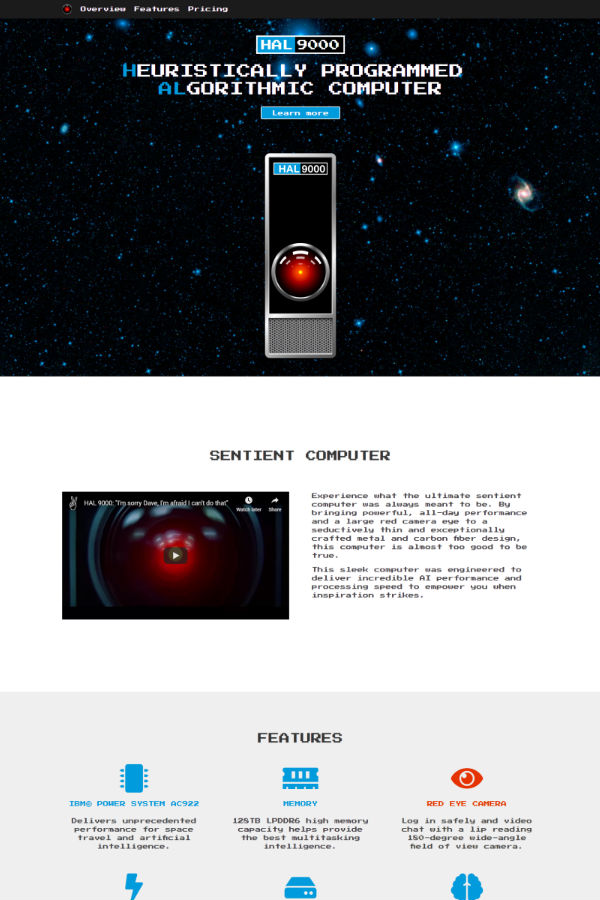 Overview Features Pricing
HAL 9000
HEURISTICALLY PROGRAMMED
ALGORITHMIC COMPUTER
Learn more
HAL 9000
SENTIENT COMPUTER
HAL 9000: "I'm sorry Dave, I'm afraid I can't do that"
Watch later
Share
Experience what the ultimate sentient
computer was always meant to be. By
bringing powerful, all-day performance
and a large red camera eye to a
seductively thin and exceptionally
crafted metal and carbon fiber design,
this computer is almost too good to be
true.
This sleek computer was engineered to
deliver incredible AI performance and
processing speed to empower you when
inspiration strikes.
FEATURES
IBM© POWER SYSTEM AC922
Delivers unprecedented
performance for space
travel and artificial
intelligence.
MEMORY
128TB LPDDR6 high memory
capacity helps provide
the best multitasking
intelligence.
RED EYE CAMERA
Log in safely and video
chat with a lip reading
180-degree wide-angle
field of view camera.